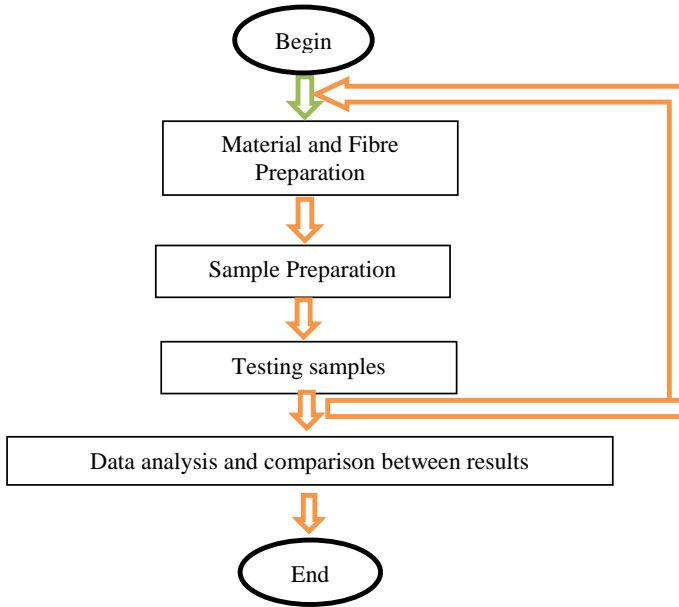 Begin
Material and Fibre
Preparation
Sample Preparation
Testing samples
Data analysis and comparison between results
End